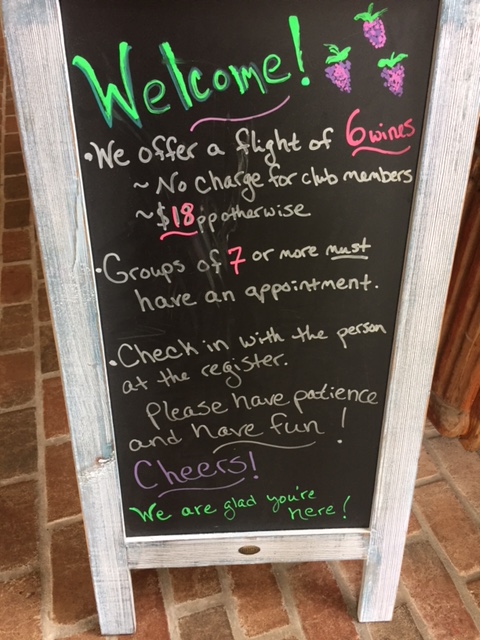 Welcome!
• We offer a flight of 6 wines
~ No Charge for club members
~ $18pp otherwise
• Groups of 7 or more must
have an appointment.
• Check in with the person
at the register.
Please have patience
and have fun!
Cheers!
We are glad you're
here!